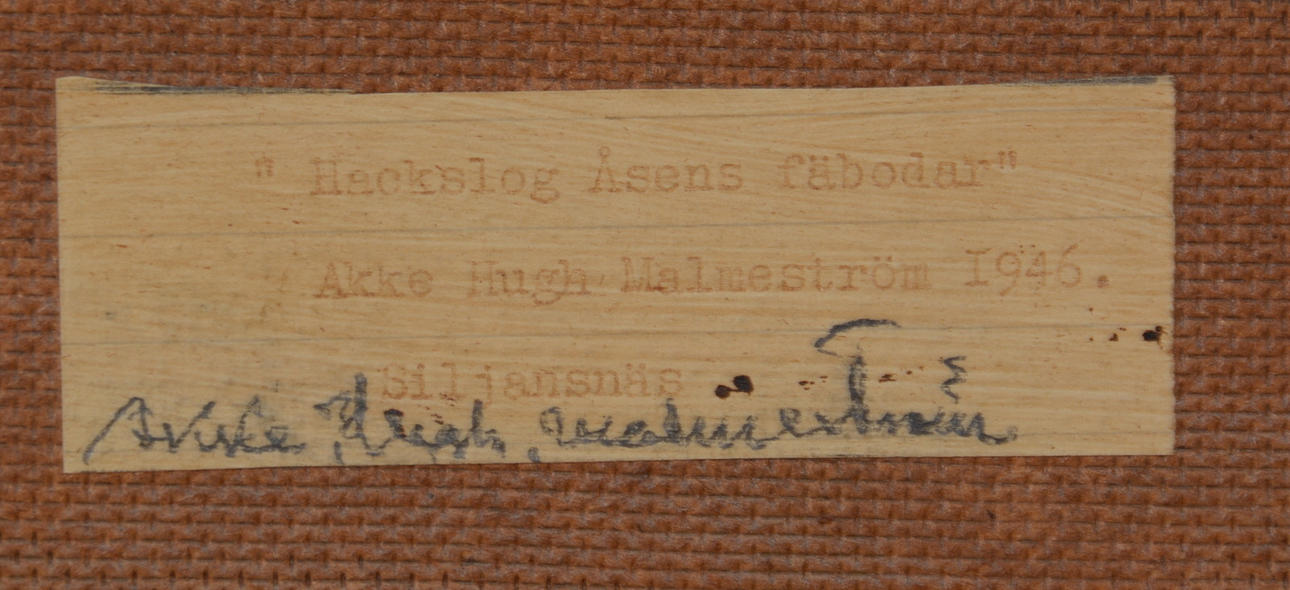 " Hackslog Åsens fäbodar"
Akke Hugh Malmeström 1946.
Siljansnäs
Akke Hugh Malmeström